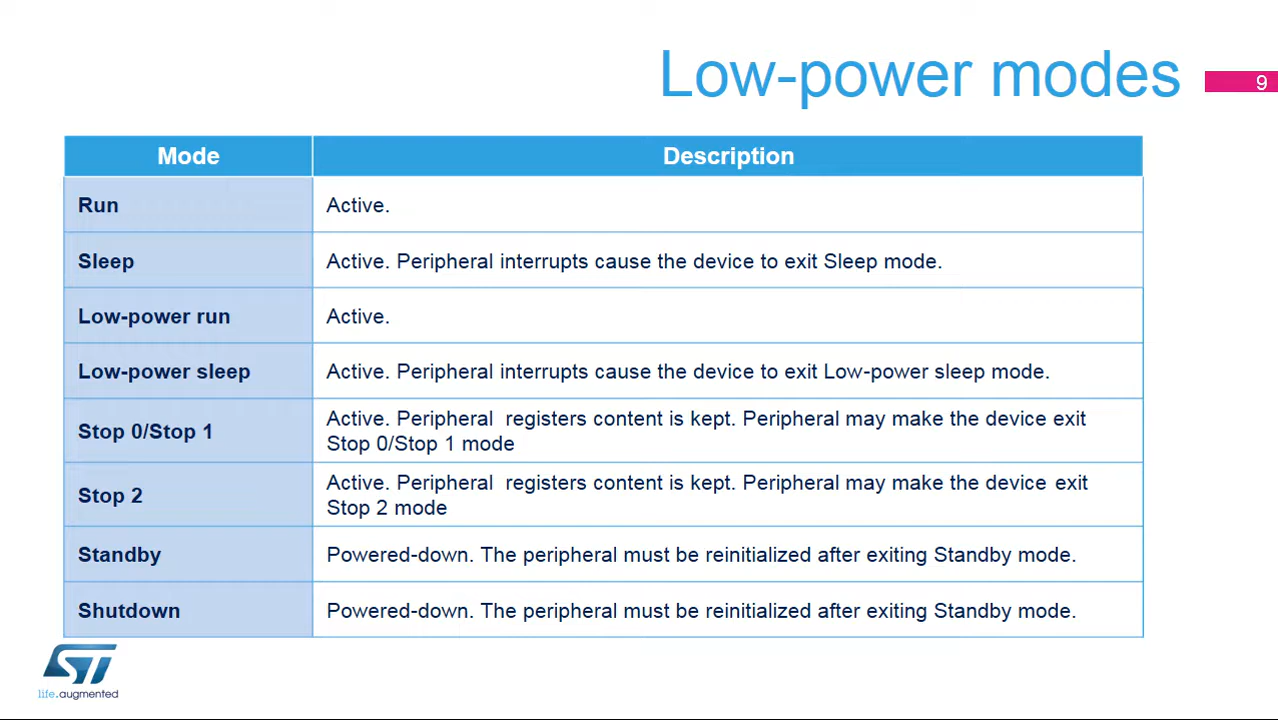 Low-power modes
9
Mode Description
Run Active.
Sleep Active. Peripheral interrupts cause the device to exit Sleep mode.
Low-power run Active.
Low-power sleep Active. Peripheral interrupts cause the device to exit Low-power sleep mode.
Stop 0/Stop 1 Active. Peripheral registers content is kept. Peripheral may make the device exit
Stop 0/Stop 1 mode
Stop 2 Active. Peripheral registers content is kept. Peripheral may make the device exit
Stop 2 mode
Standby Powered-down. The peripheral must be reinitialized after exiting Standby mode.
Shutdown Powered-down. The peripheral must be reinitialized after exiting Standby mode.
ST
life.augmented